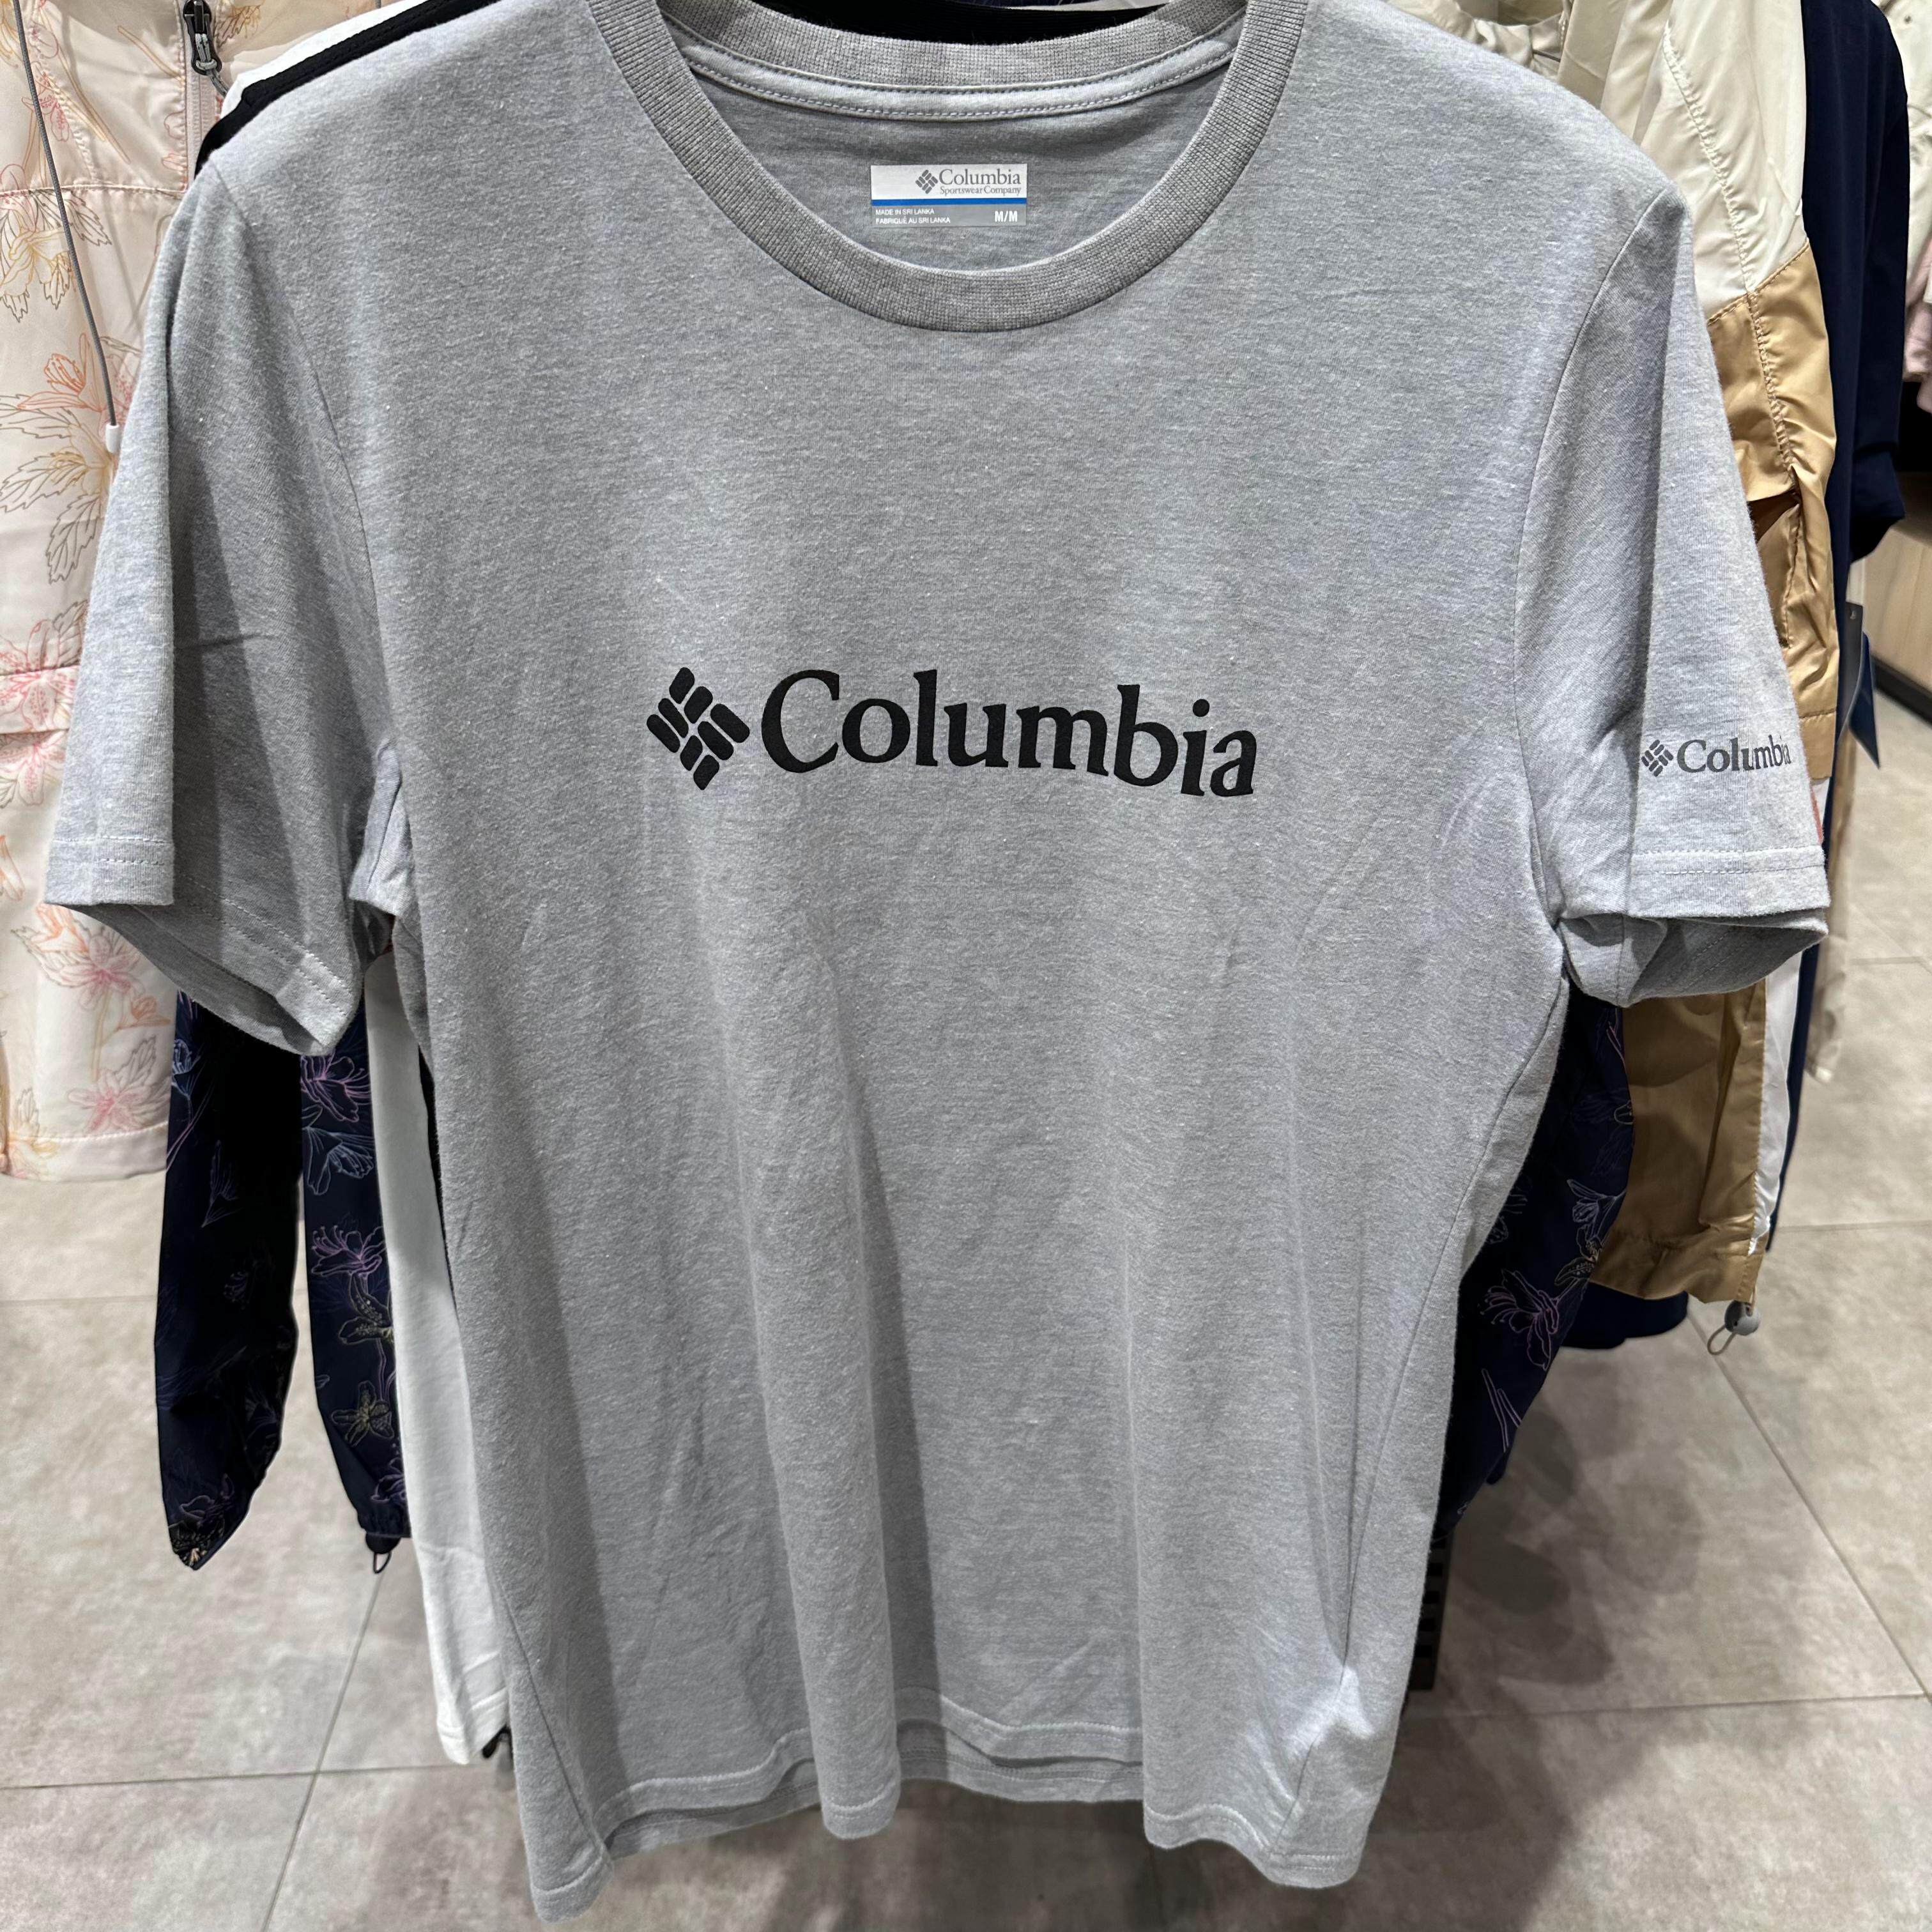 Columbia
Sportswear Company
MADE IN SRI LANKA
FABRIQUÉ AU SRI LANKA
M/M
Columbia
Columbia